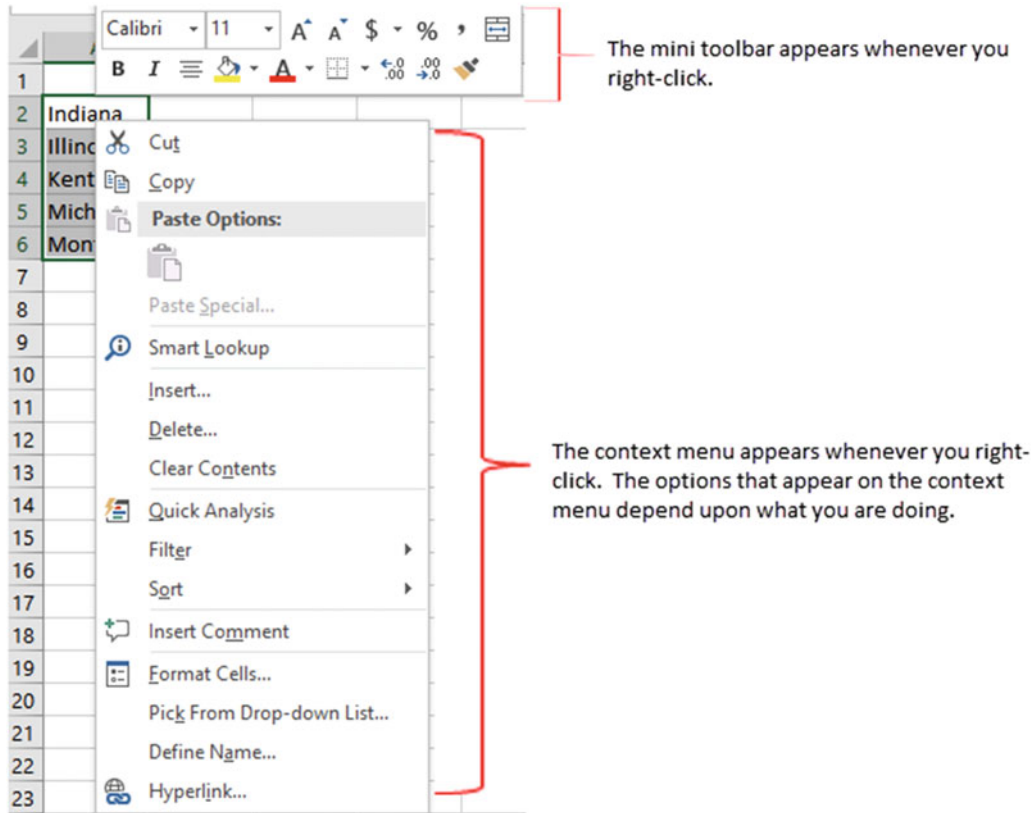 Calibri 11 A A $ % ,
B I A .00 .00
The mini toolbar appears whenever you
right-click.
1
2 Indiana
3 Illinc
4 Kent
5 Mich
6 Mon
7
8
9
10
11
12
13
14
15
16
17
18
19
20
21
22
23
Cut
Copy
Paste Options:
Paste Special...
Smart Lookup
Insert...
Delete...
Clear Contents
Quick Analysis
Filter
Sort
Insert Comment
Format Cells...
Pick From Drop-down List...
Define Name...
Hyperlink...
The context menu appears whenever you right-
click. The options that appear on the context
menu depend upon what you are doing.